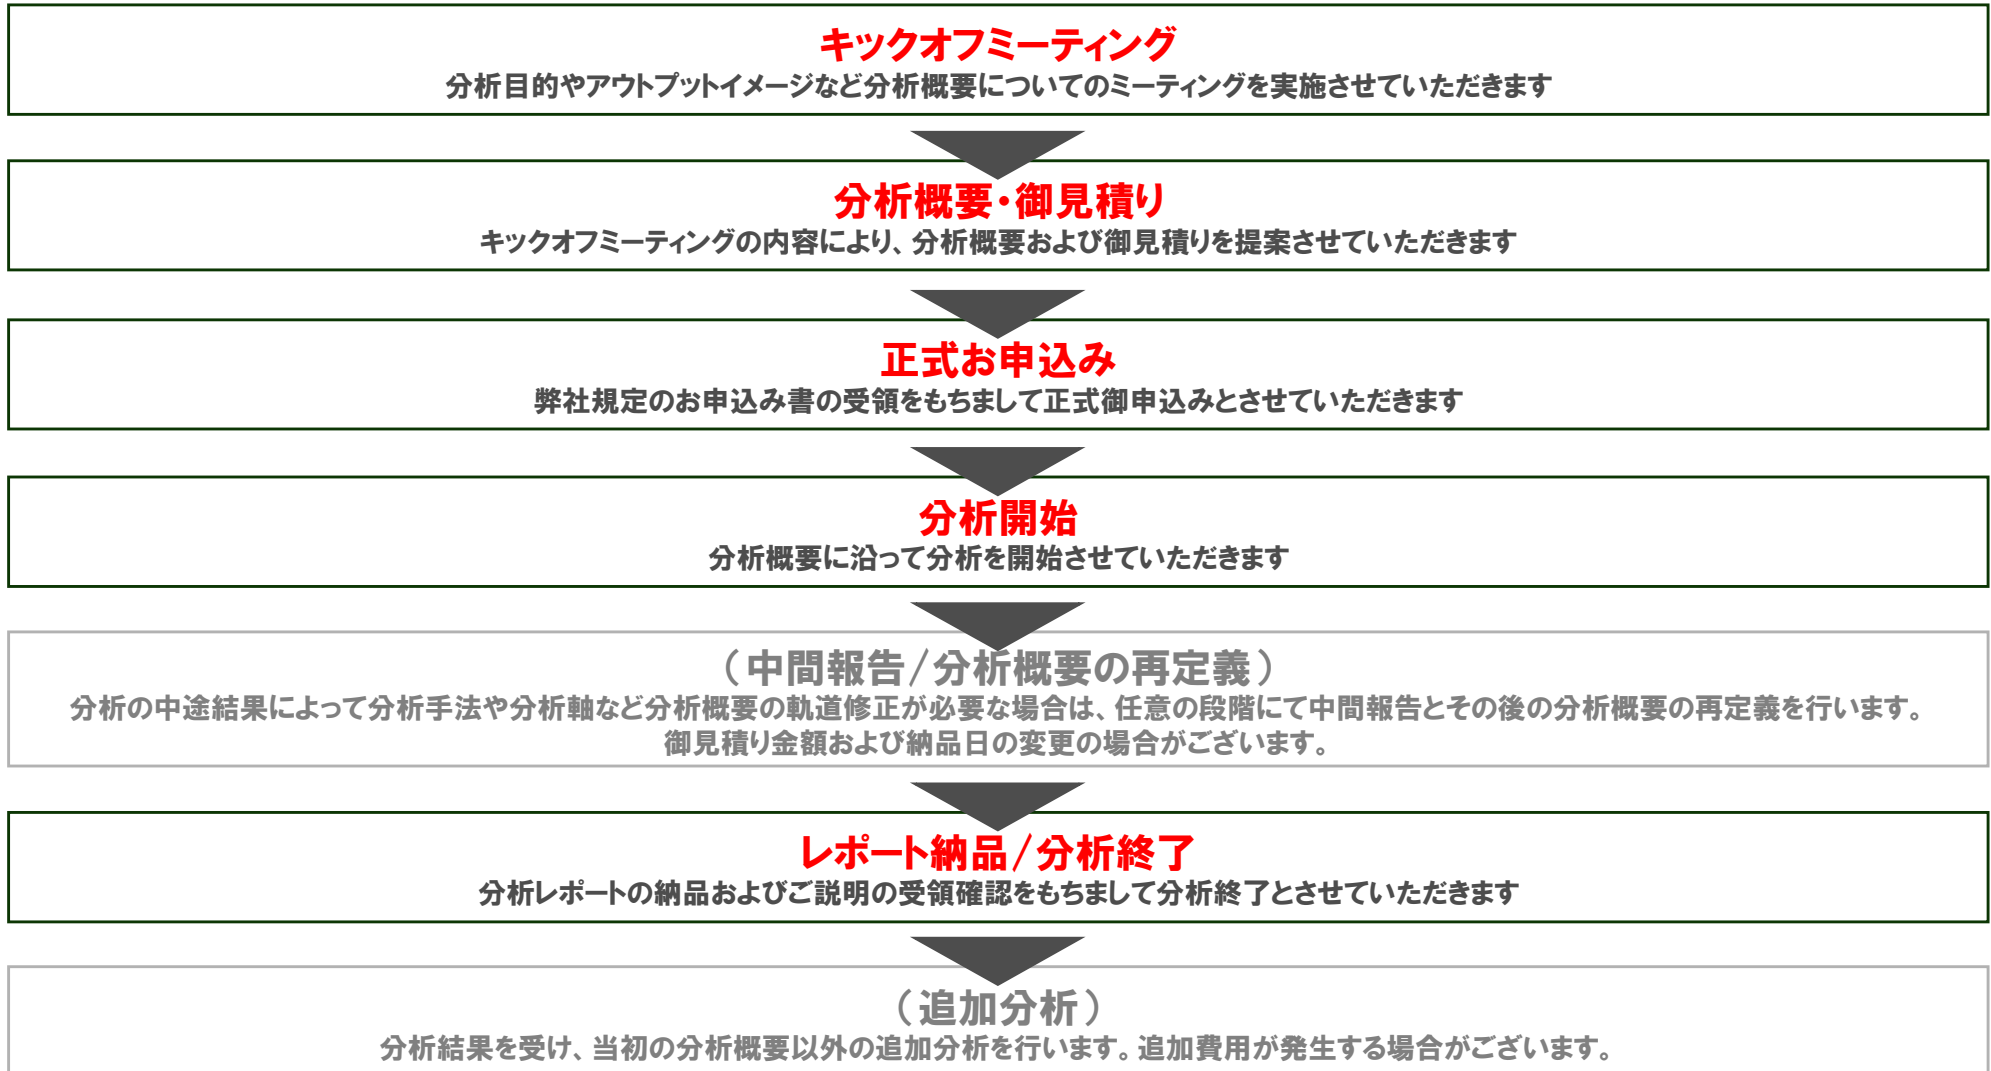 キックオフミーティング
分析目的やアウトプットイメージなど分析概要についてのミーティングを実施させていただきます
分析概要・御見積り
キックオフミーティングの内容により、分析概要および御見積りを提案させていただきます
正式お申込み
弊社規定のお申込み書の受領をもちまして正式御申込みとさせていただきます
分析開始
分析概要に沿って分析を開始させていただきます
（中間報告/分析概要の再定義）
分析の中途結果によって分析手法や分析軸など分析概要の軌道修正が必要な場合は、任意の段階にて中間報告とその後の分析概要の再定義を行います。
御見積り金額および納品日の変更の場合がございます。
レポート納品/分析終了
分析レポートの納品およびご説明の受領確認をもちまして分析終了とさせていただきます
（追加分析）
分析結果を受け、当初の分析概要以外の追加分析を行います。追加費用が発生する場合がございます。